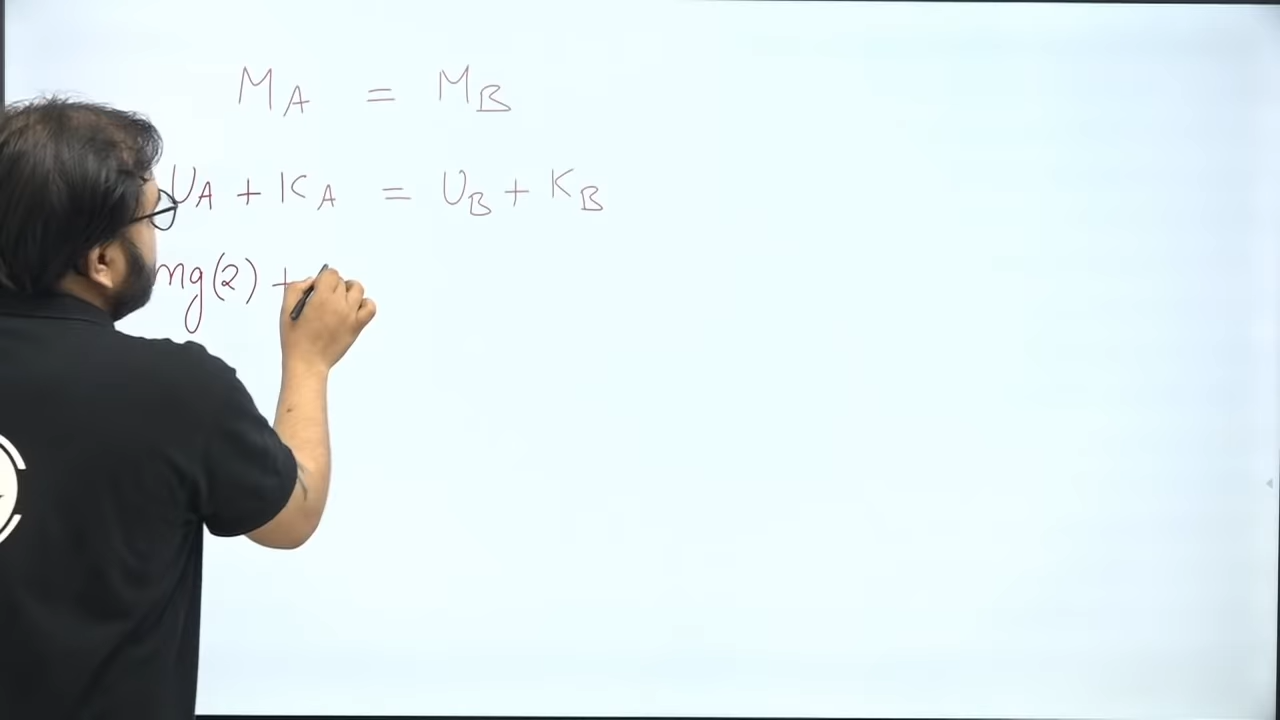 M_A = M_B
U_A + K_A = U_B + K_B
mg(2) +